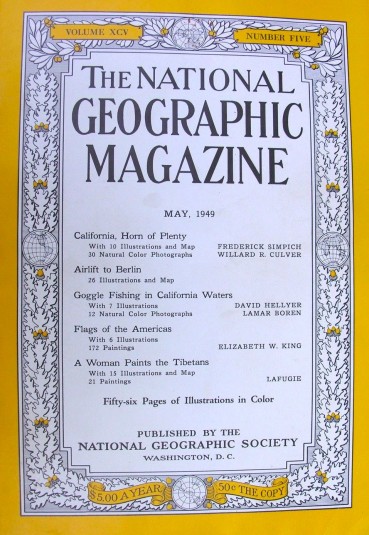 VOLUME XCV NUMBER FIVE
THE NATIONAL
GEOGRAPHIC
MAGAZINE
MAY, 1949
California, Horn of Plenty
With 10 Illustrations and Map FREDERICK SIMPICH
30 Natural Color Photographs WILLARD R. CULVER
Airlift to Berlin
26 Illustrations and Map
Goggle Fishing in California Waters
With 7 Illustrations DAVID HELLYER
12 Natural Color Photographs LAMAR BOREN
Flags of the Americas
With 6 Illustrations
172 Paintings ELIZABETH W. KING
A Woman Paints the Tibetans
With 15 Illustrations and Map
21 Paintings LAFUGIE
Fifty-six Pages of Illustrations in Color
PUBLISHED BY THE
NATIONAL GEOGRAPHIC SOCIETY
WASHINGTON, D. C.
$5.00 A YEAR 50¢ THE COPY